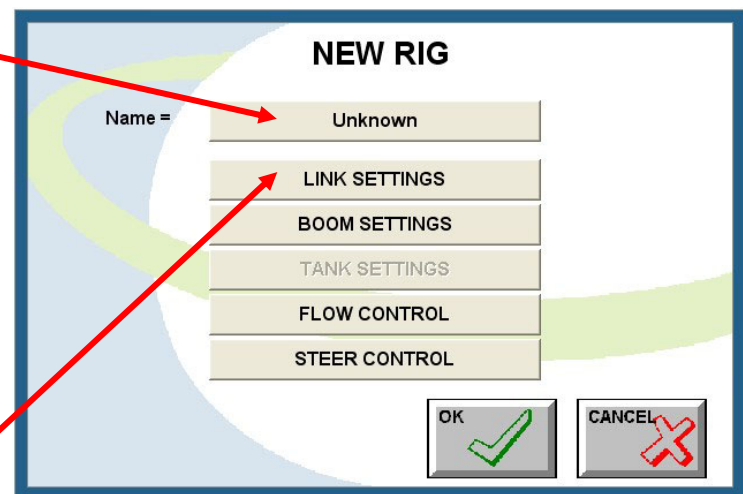 NEW RIG
Name = Unknown
LINK SETTINGS
BOOM SETTINGS
TANK SETTINGS
FLOW CONTROL
STEER CONTROL
OK CANCEL